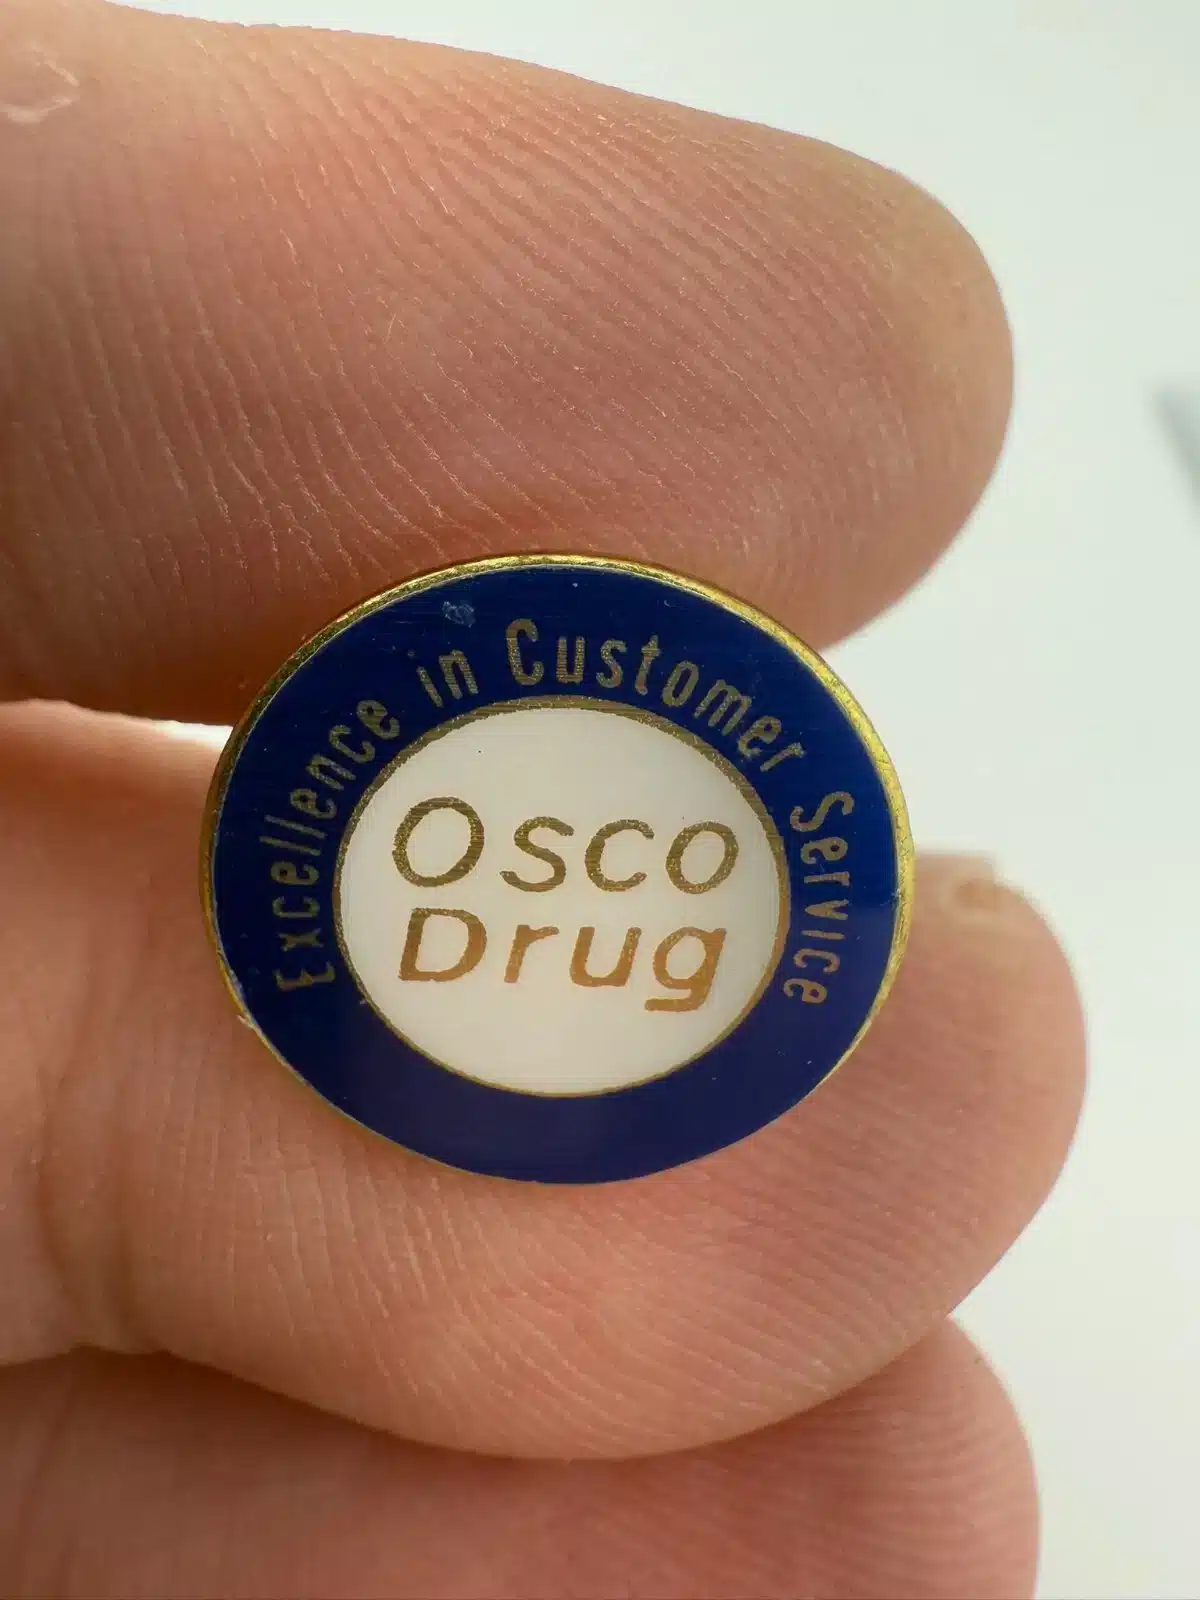 Excellence in Customer Service
Osco
Drug